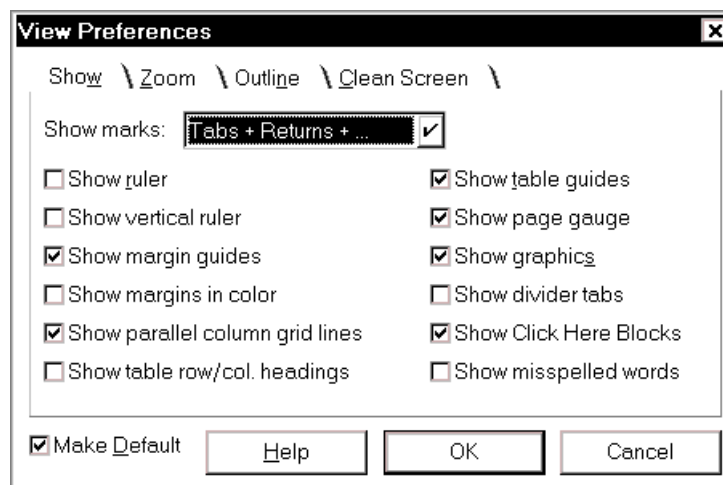 View Preferences
Show Zoom Outline Clean Screen
Show marks: Tabs + Returns + ...
Show ruler
Show vertical ruler
Show margin guides
Show margins in color
Show parallel column grid lines
Show table row/col. headings
Show table guides
Show page gauge
Show graphics
Show divider tabs
Show Click Here Blocks
Show misspelled words
Make Default Help OK Cancel